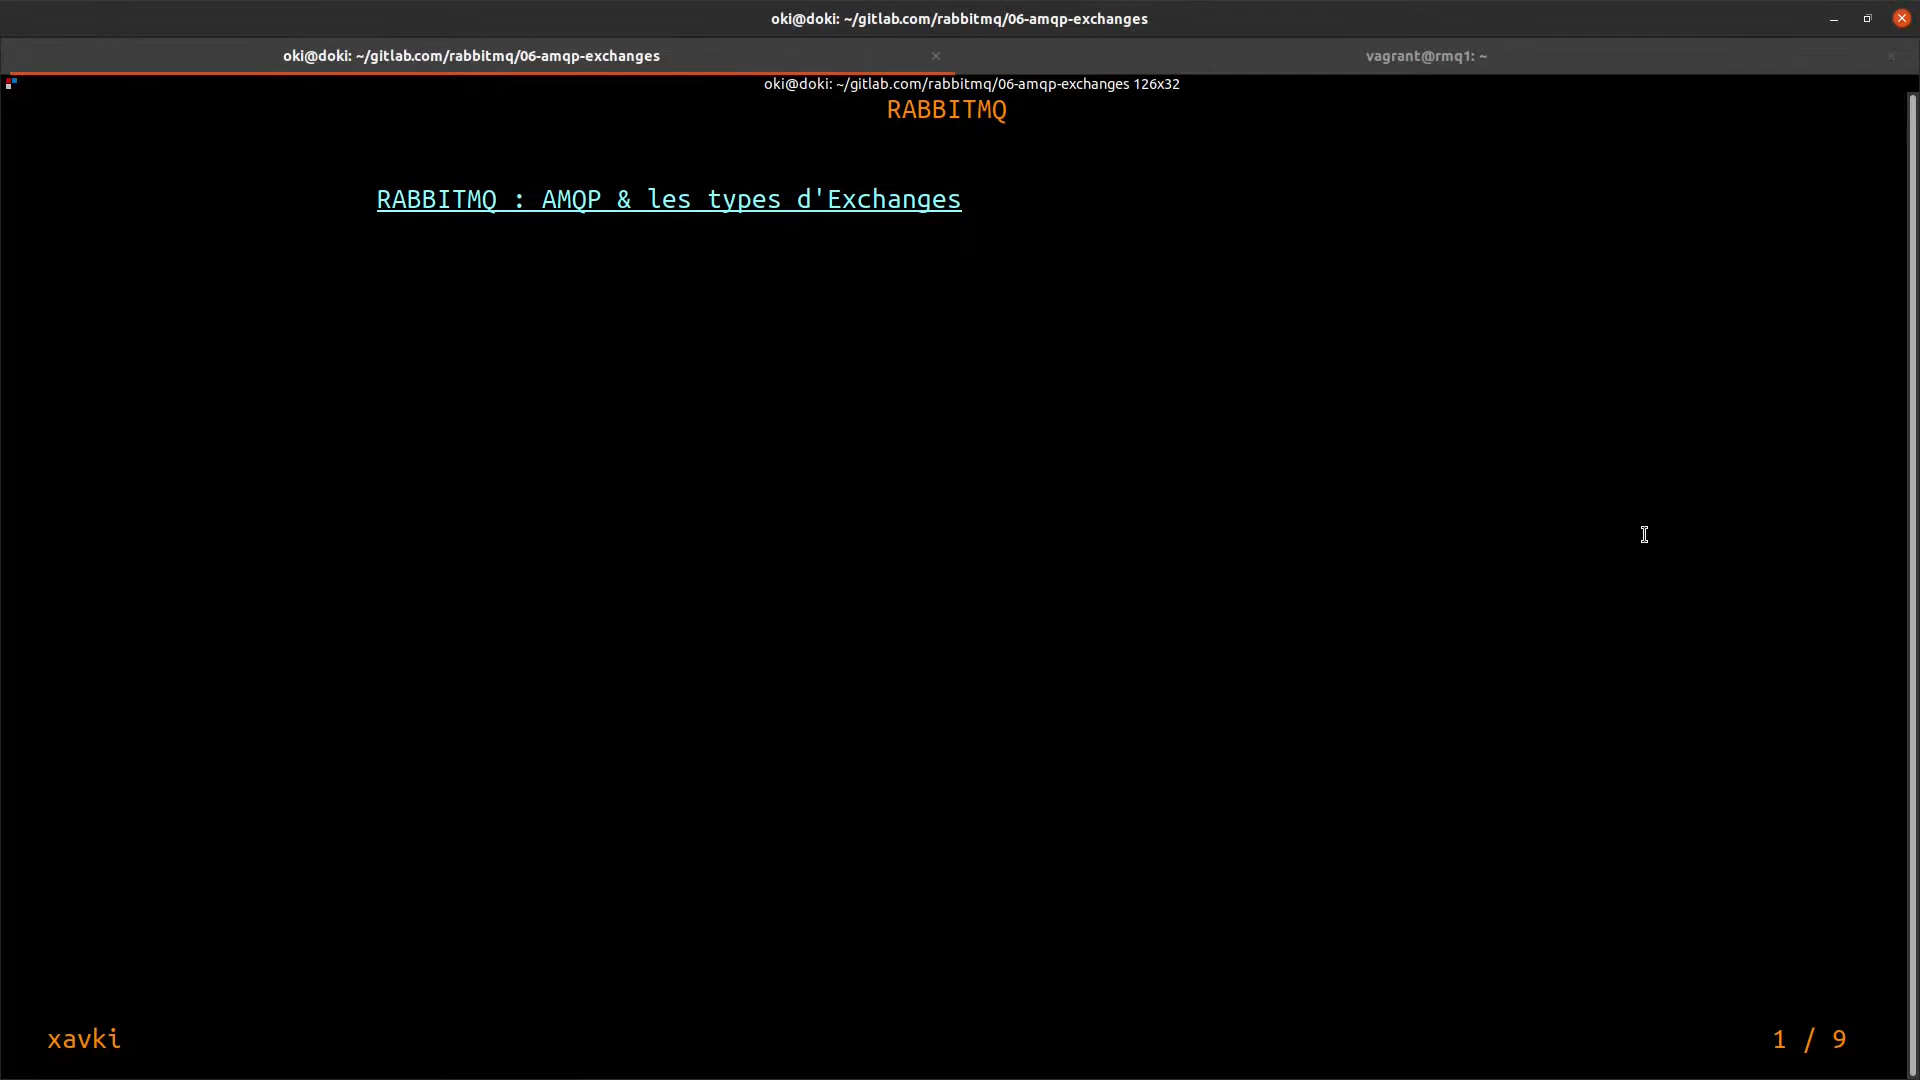 oki@doki: ~/gitlab.com/rabbitmq/06-amqp-exchanges
oki@doki: ~/gitlab.com/rabbitmq/06-amqp-exchanges
vagrant@rmq1: ~
oki@doki: ~/gitlab.com/rabbitmq/06-amqp-exchanges 126x32
RABBITMQ
RABBITMQ : AMQP & les types d'Exchanges
xavki
1 / 9